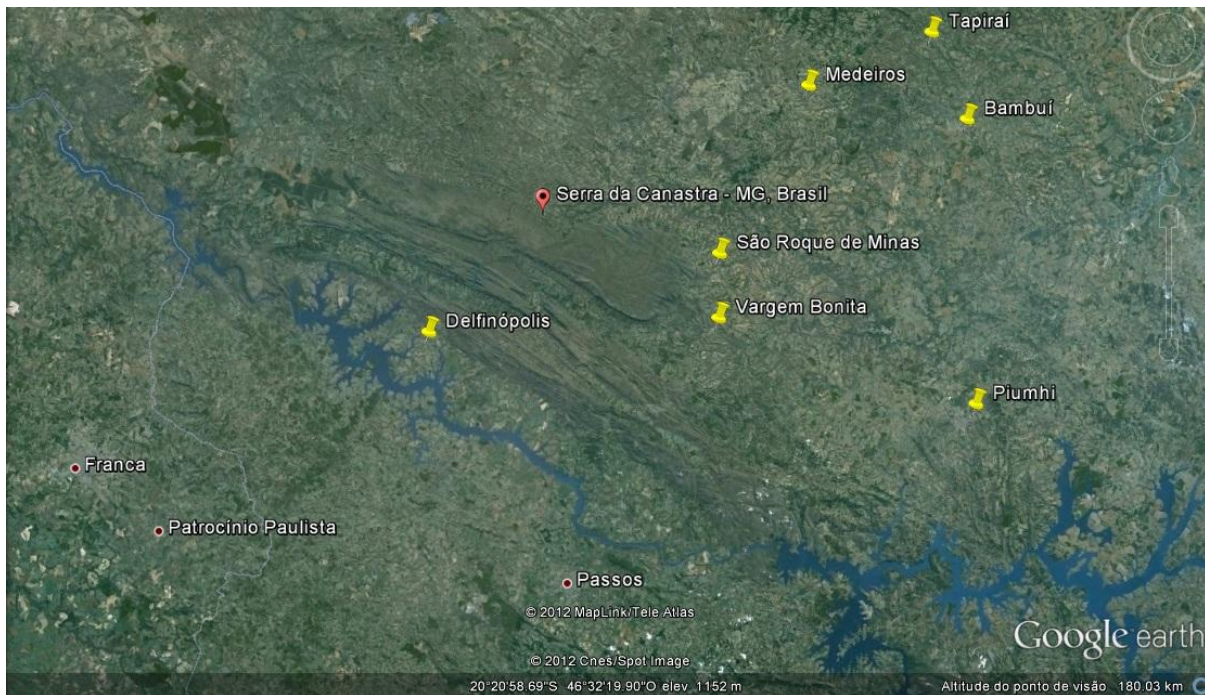 Tapiraí
Medeiros
Bambuí
Serra da Canastra - MG, Brasil
São Roque de Minas
Vargem Bonita
Delfinópolis
Piumhi
Franca
Patrocínio Paulista
Passos
© 2012 MapLink/Tele Atlas
Google earth
© 2012 Cnes/Spot Image
20°20'58.69"S 46°32'19.90"O elev 1152 m
Altitude do ponto de visão 180.03 km